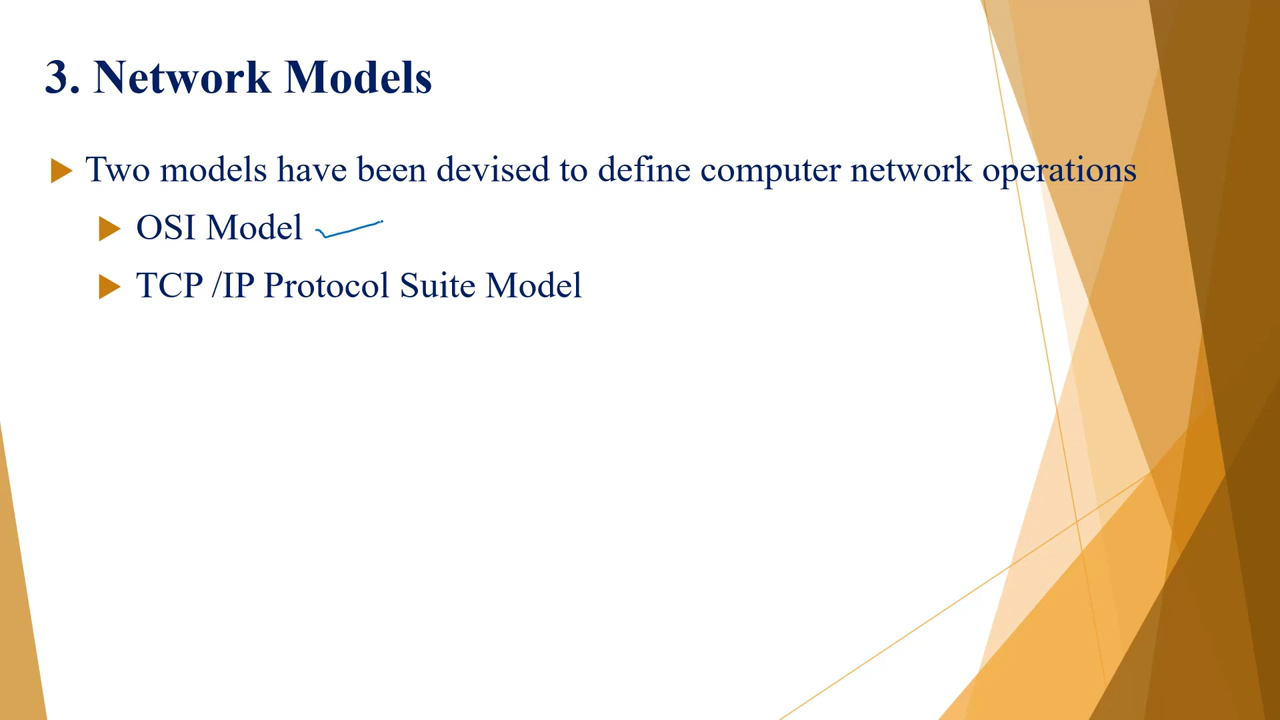 3. Network Models
Two models have been devised to define computer network operations
OSI Model
TCP /IP Protocol Suite Model